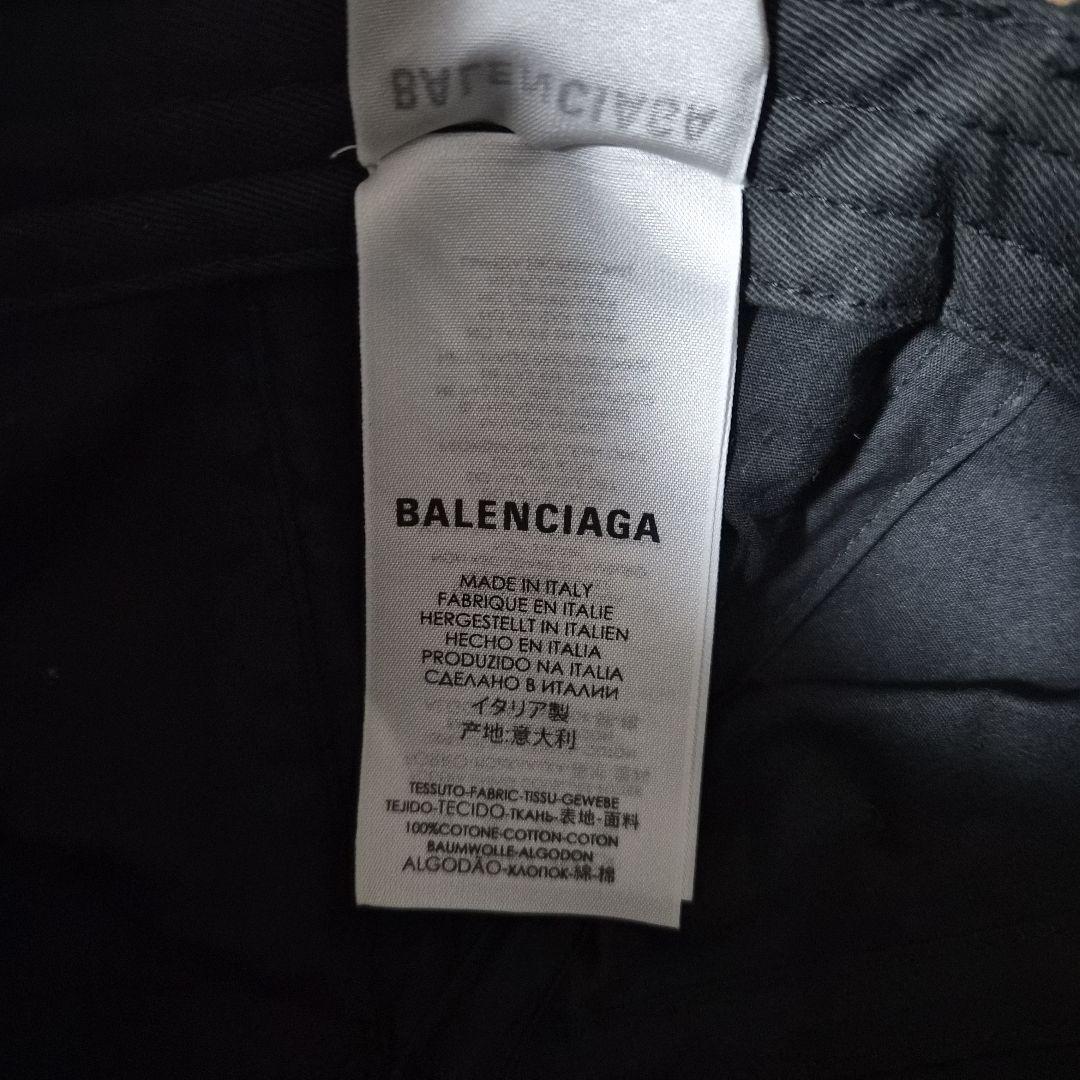 BALENCIAGA
BALENCIAGA
MADE IN ITALY
FABRIQUE EN ITALIE
HERGESTELLT IN ITALIEN
HECHO EN ITALIA
PRODUZIDO NA ITALIA
СДЕЛАНО В ИТАЛИИ
イタリア製
产地:意大利
TESSUTO-FABRIC-TISSU-GEWEBE
TEJIDO-TECIDO-ТКАНЬ-表地-面料
100%COTONE-COTTON-COTON
BAUMWOLLE-ALGODON
ALGODÃO-ХЛОПОК-綿-棉